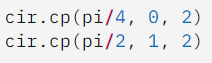 cir.cp(pi/4, 0, 2)
cir.cp(pi/2, 1, 2)